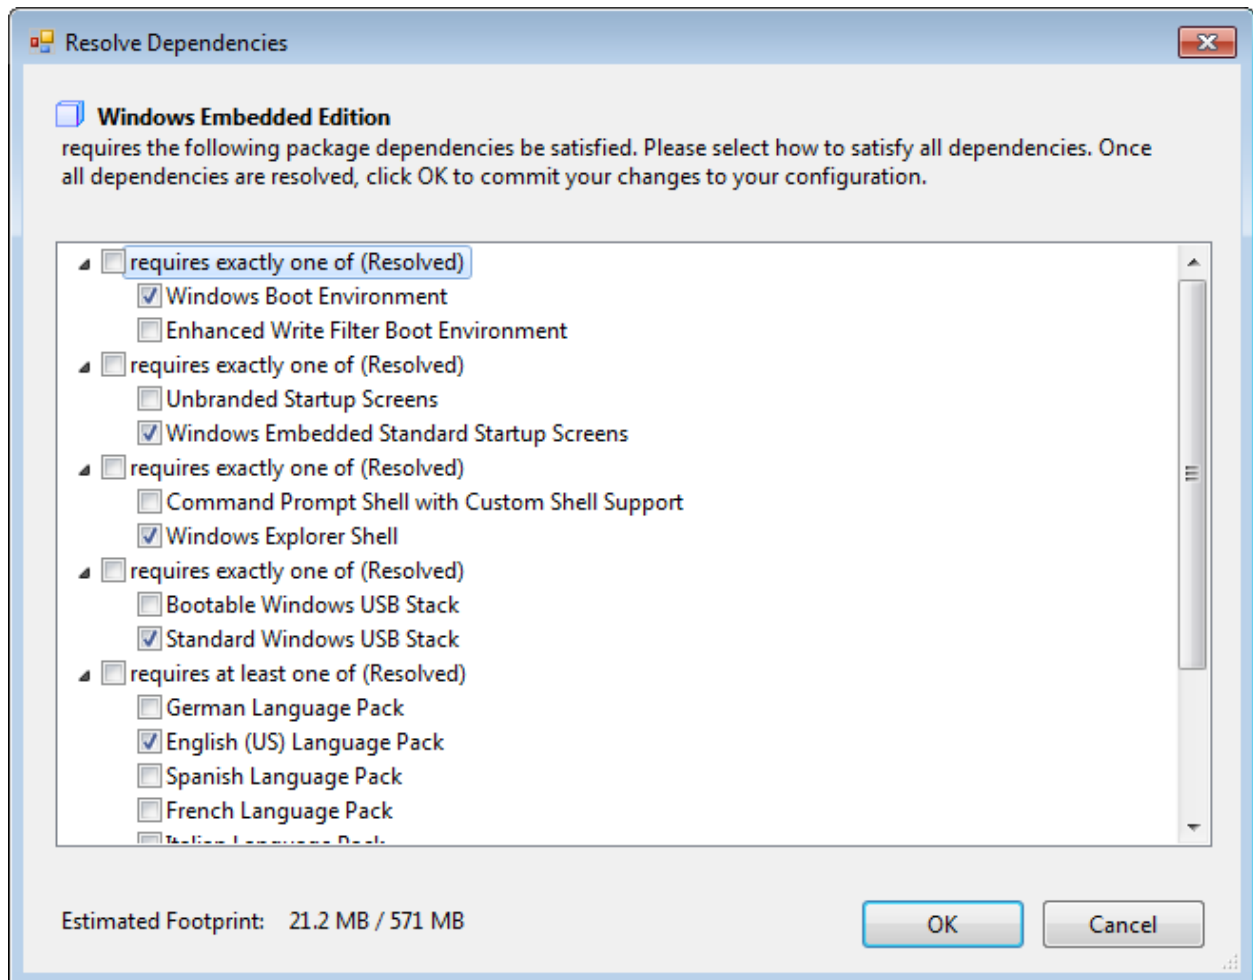 Resolve Dependencies
Windows Embedded Edition
requires the following package dependencies be satisfied. Please select how to satisfy all dependencies. Once
all dependencies are resolved, click OK to commit your changes to your configuration.
requires exactly one of (Resolved)
Windows Boot Environment
Enhanced Write Filter Boot Environment
requires exactly one of (Resolved)
Unbranded Startup Screens
Windows Embedded Standard Startup Screens
requires exactly one of (Resolved)
Command Prompt Shell with Custom Shell Support
Windows Explorer Shell
requires exactly one of (Resolved)
Bootable Windows USB Stack
Standard Windows USB Stack
requires at least one of (Resolved)
German Language Pack
English (US) Language Pack
Spanish Language Pack
French Language Pack
Italian Language Pack
Estimated Footprint: 21.2 MB / 571 MB
OK
Cancel